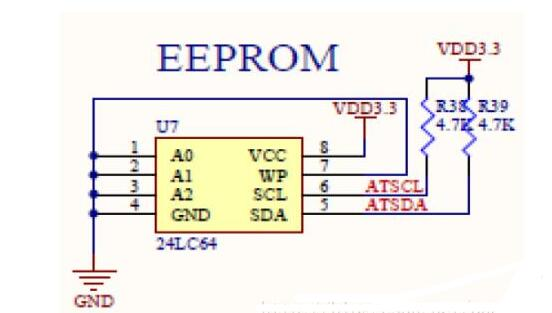 EEPROM
VDD3.3
VDD3.3
R38 R39
4.7K 4.7K
U7
1 A0 VCC 8
2 A1 WP 7
3 A2 SCL 6 ATSCL
4 GND SDA 5 ATSDA
24LC64
GND